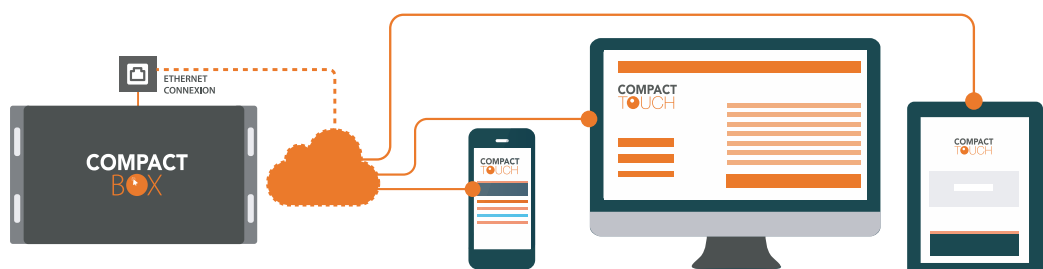 ETHERNET
CONNEXION
COMPACT
BOX
COMPACT
TOUCH
COMPACT
TOUCH
COMPACT
TOUCH